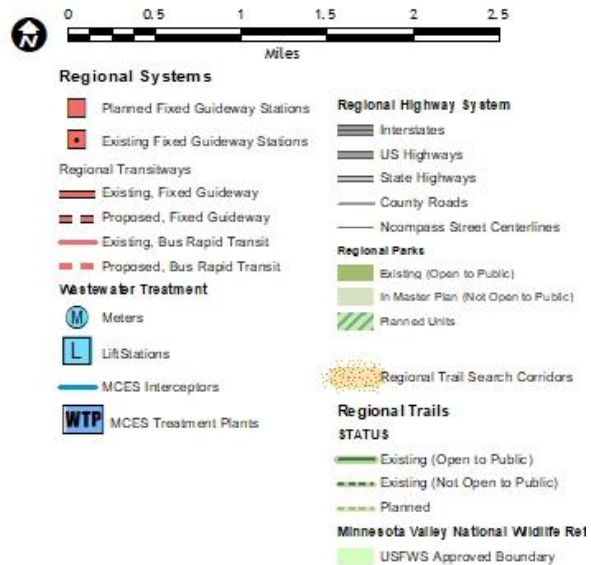 N
0 0.5 1 1.5 2 2.5
Miles
Regional Systems
Planned Fixed Guideway Stations
Existing Fixed Guideway Stations
Regional Transitways
Existing, Fixed Guideway
Proposed, Fixed Guideway
Existing, Bus Rapid Transit
Proposed, Bus Rapid Transit
Wastewater Treatment
M Meters
L LiftStations
MCES Interceptors
WTP MCES Treatment Plants
Regional Highway System
Interstates
US Highways
State Highways
County Roads
Ncompass Street Centerlines
Regional Parks
Existing (Open to Public)
In Master Plan (Not Open to Public)
Planned Units
Regional Trail Search Corridors
Regional Trails
STATUS
Existing (Open to Public)
Existing (Not Open to Public)
Planned
Minnesota Valley National Wildlife Ref
USFWS Approved Boundary